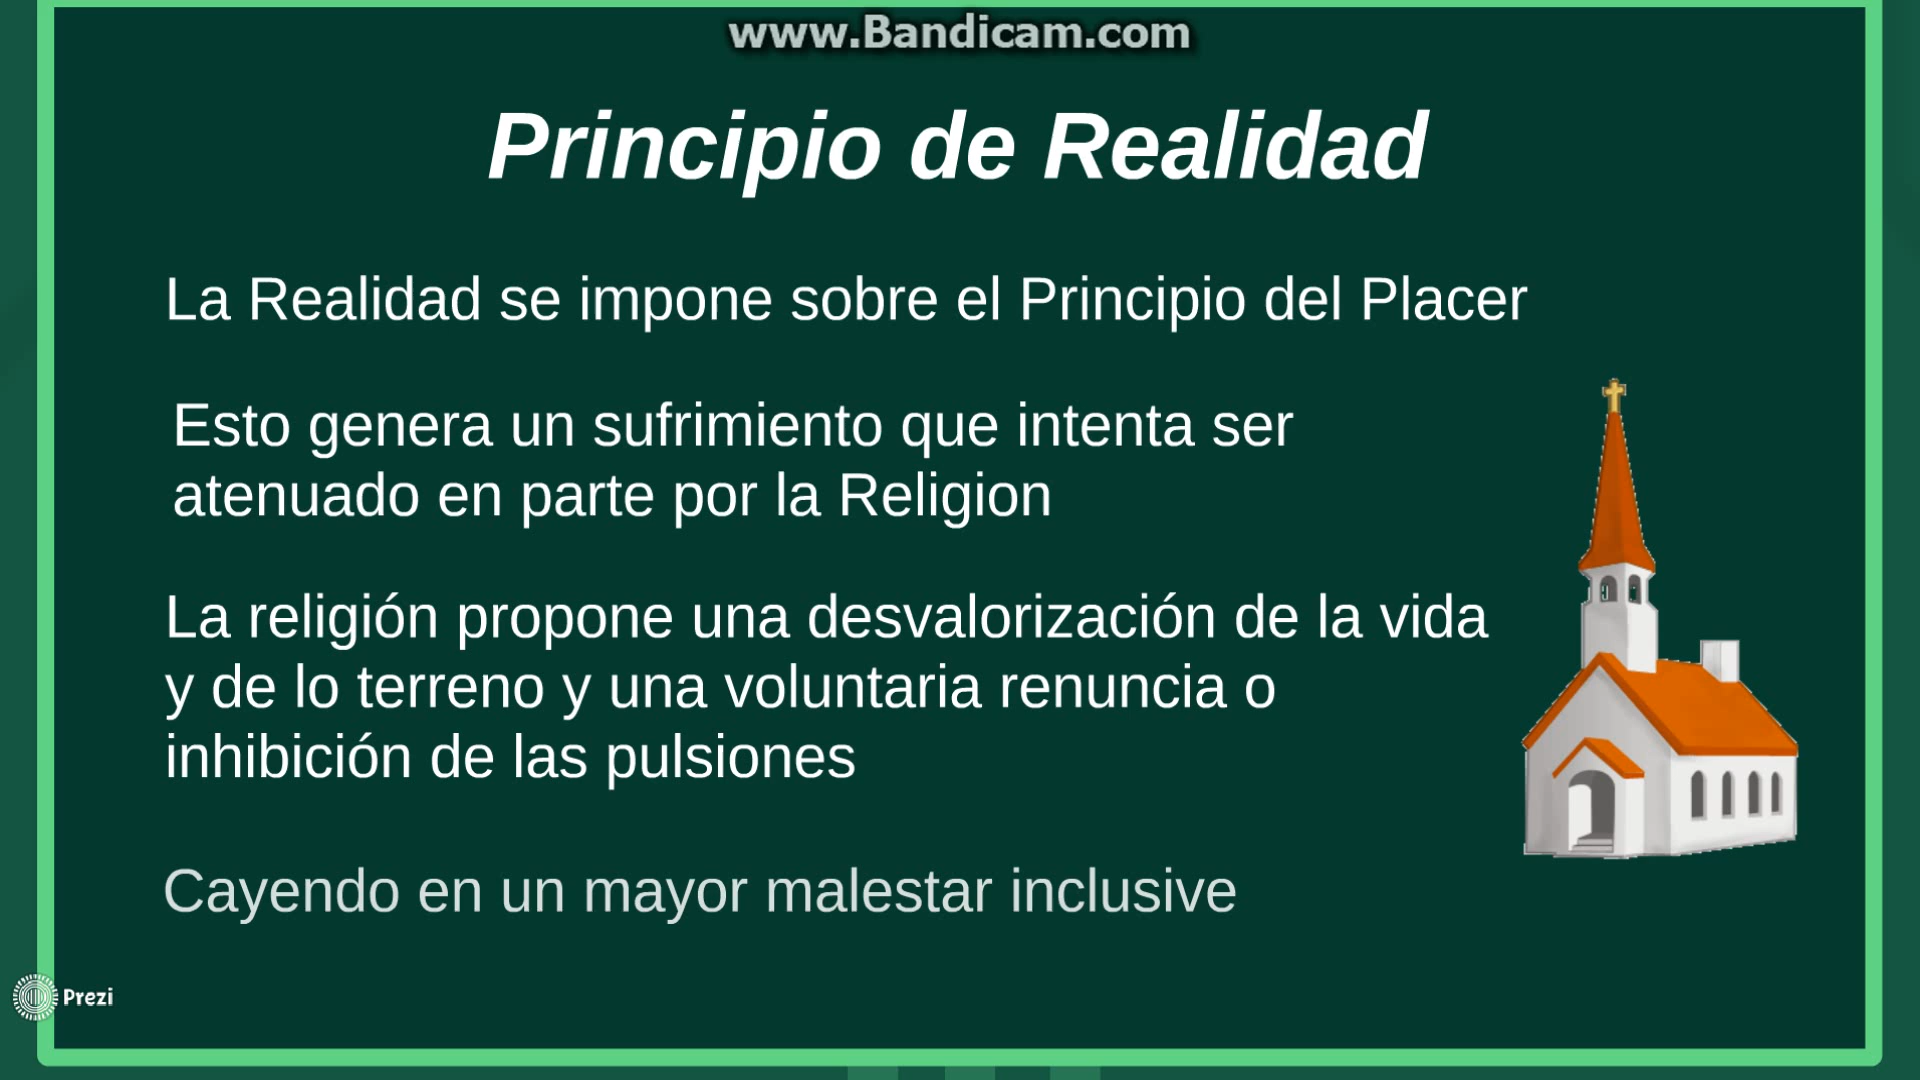 www.Bandicam.com
Principio de Realidad
La Realidad se impone sobre el Principio del Placer
Esto genera un sufrimiento que intenta ser
atenuado en parte por la Religion
La religión propone una desvalorización de la vida
y de lo terreno y una voluntaria renuncia o
inhibición de las pulsiones
Cayendo en un mayor malestar inclusive
Prezi